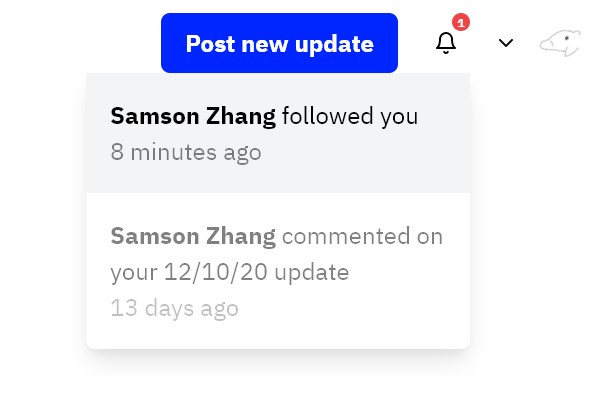 Post new update
1
Samson Zhang followed you
8 minutes ago
Samson Zhang commented on
your 12/10/20 update
13 days ago